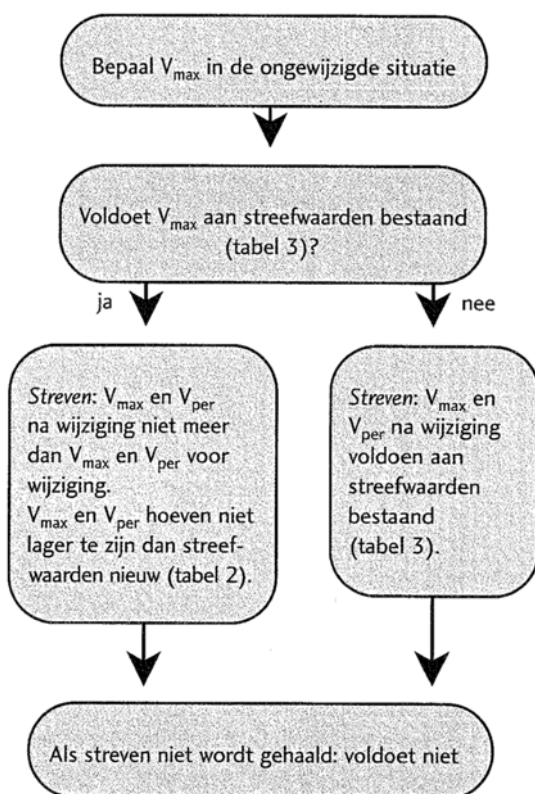 Bepaal Vmax in de ongewijzigde situatie
Voldoet Vmax aan streefwaarden bestaand
(tabel 3)?
ja
nee
Streven: Vmax en Vper
na wijziging niet meer
dan Vmax en Vper voor
wijziging.
Vmax en Vper hoeven niet
lager te zijn dan streef-
waarden nieuw (tabel 2).
Streven: Vmax en
Vper na wijziging
voldoen aan
streefwaarden
bestaand
(tabel 3).
Als streven niet wordt gehaald: voldoet niet